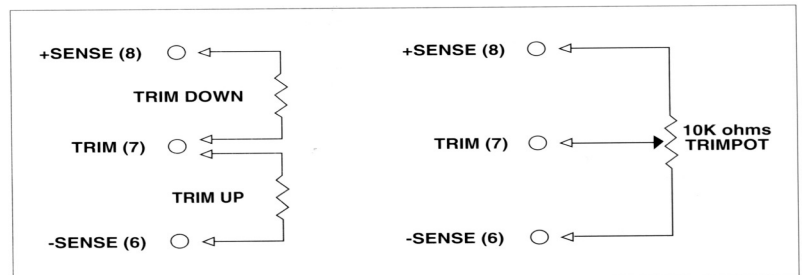 +SENSE (8)
TRIM DOWN
TRIM (7)
TRIM UP
-SENSE (6)
+SENSE (8)
TRIM (7)
10K ohms
TRIMPOT
-SENSE (6)